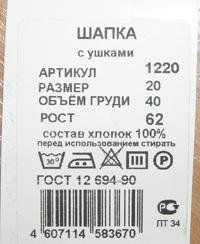 ШАПКА
с ушками
АРТИКУЛ 1220
РАЗМЕР 20
ОБЪЁМ ГРУДИ 40
РОСТ 62
состав хлопок 100%
перед использованием стирать
30°
ГОСТ 12 694-90
4 607114 583670
ЛТ 34